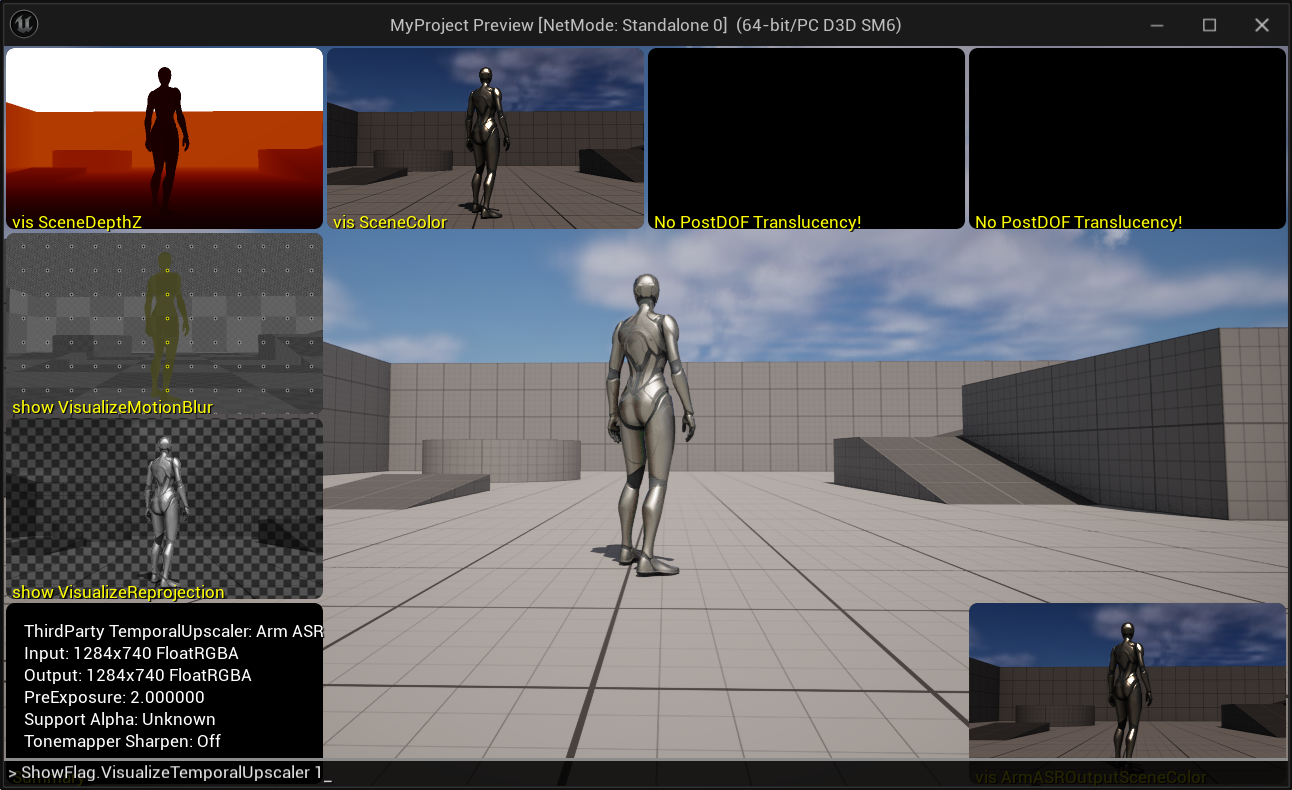 MyProject Preview [NetMode: Standalone 0] (64-bit/PC D3D SM6)
vis SceneDepthZ
vis SceneColor
No PostDOF Translucency!
No PostDOF Translucency!
show VisualizeMotionBlur
show VisualizeReprojection
ThirdParty TemporalUpscaler: Arm ASR
Input: 1284x740 FloatRGBA
Output: 1284x740 FloatRGBA
PreExposure: 2.000000
Support Alpha: Unknown
Tonemapper Sharpen: Off
Summary
> ShowFlag.VisualizeTemporalUpscaler 1_
vis ArmASROutputSceneColor